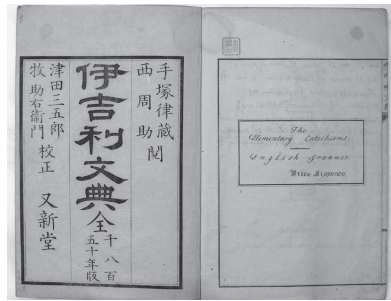 手塚律蔵
西周助閲
伊吉利文典全
千八百
五十年版
津田三五郎
牧助右衛門
校正
又新堂
The
Elementary Catechisms.
English Grammar.